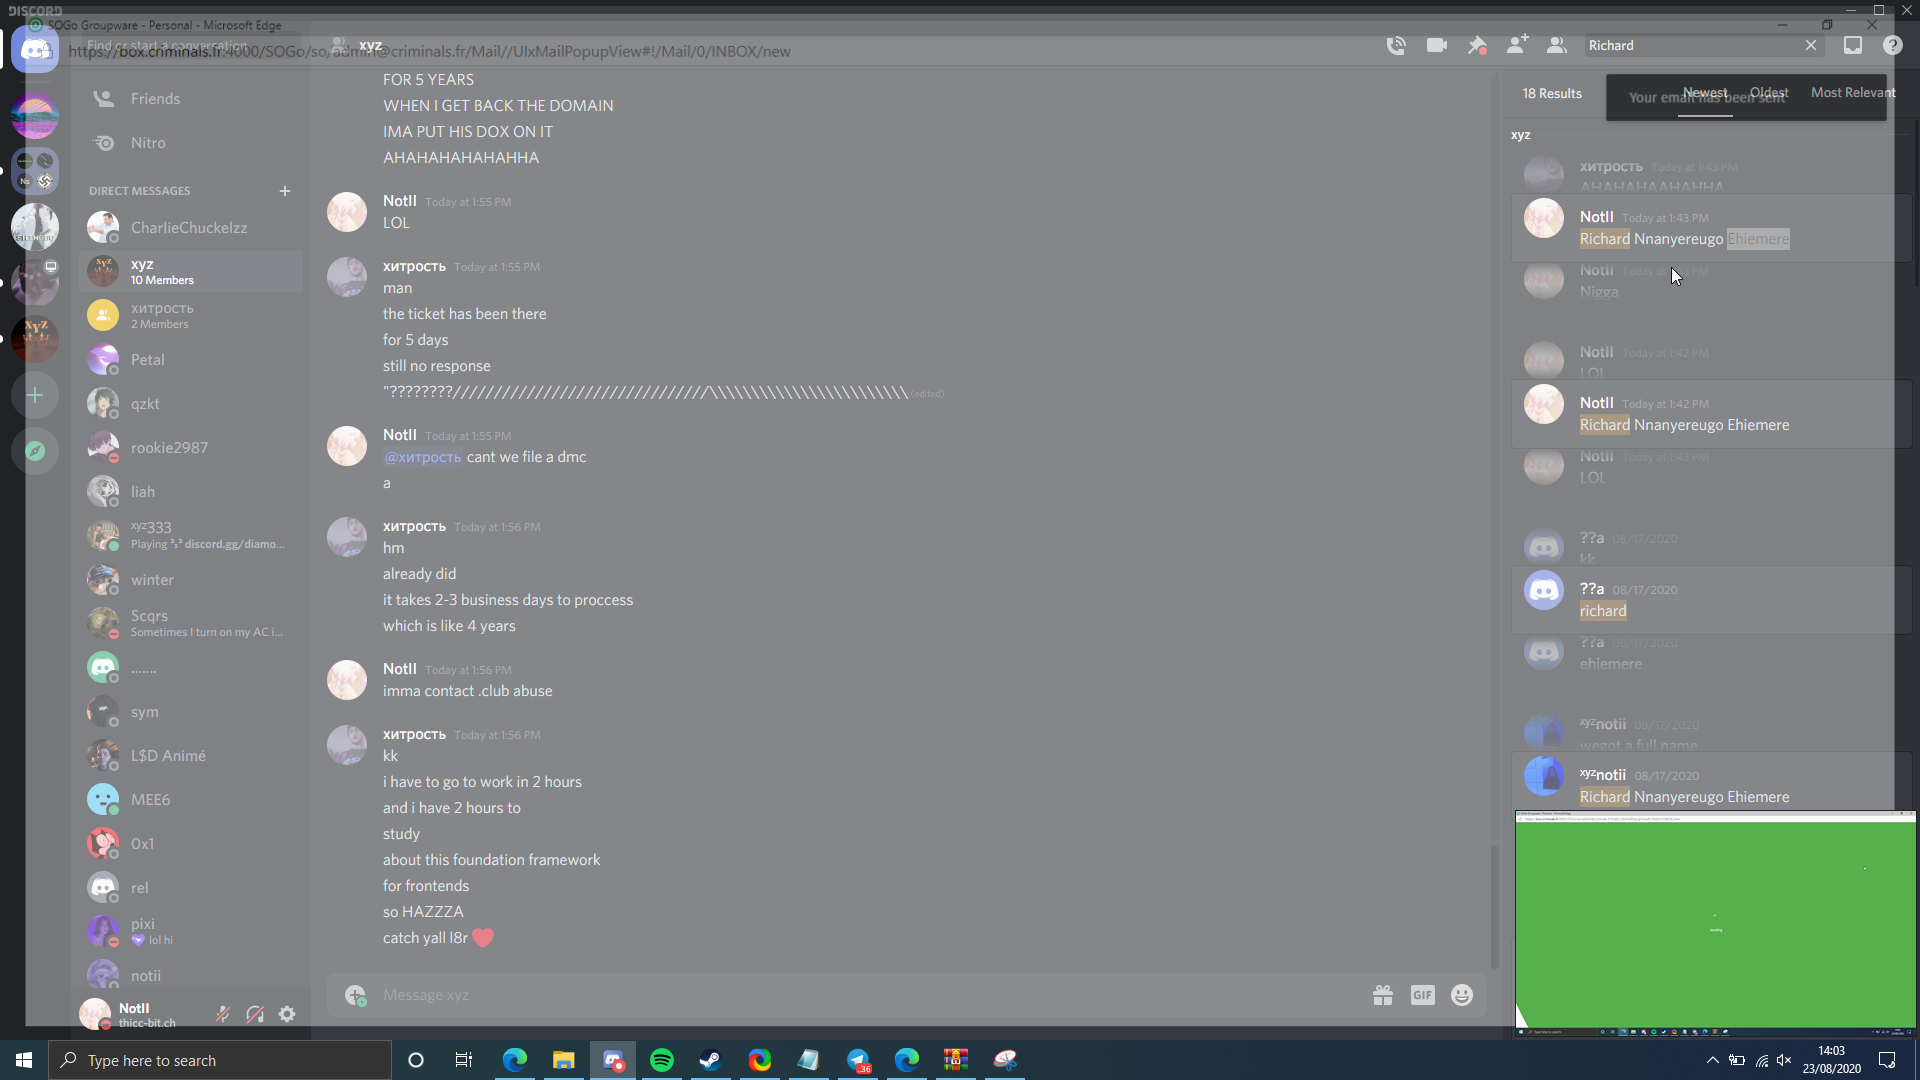 DISCORD
SOGo Groupware - Personal - Microsoft Edge
Find or start a conversation
https://box.criminals.fr:4000/SOGo/so/admin@criminals.fr/Mail//UIxMailPopupView#!/Mail/0/INBOX/new
xyz
Richard
Friends
Nitro
DIRECT MESSAGES
CharlieChuckelzz
xyz
10 Members
хитрость
2 Members
Petal
qzkt
rookie2987
liah
xyz333
Playing ³₂³ discord.gg/diamo...
winter
Scqrs
Sometimes I turn on my AC i...
.......
sym
L$D Animé
MEE6
0x1
rel
pixi
lol hi
notii
NotII
thicc-bit.ch
FOR 5 YEARS
WHEN I GET BACK THE DOMAIN
IMA PUT HIS DOX ON IT
AHAHAHAHAHAHHA
NotII Today at 1:55 PM
LOL
хитрость Today at 1:55 PM
man
the ticket has been there
for 5 days
still no response
"????????///////////////////////////////\\\\\\\\\\\\\\\\\\\\\\\\ (edited)
NotII Today at 1:55 PM
@хитрость cant we file a dmc
a
хитрость Today at 1:56 PM
hm
already did
it takes 2-3 business days to proccess
which is like 4 years
NotII Today at 1:56 PM
imma contact .club abuse
хитрость Today at 1:56 PM
kk
i have to go to work in 2 hours
and i have 2 hours to
study
about this foundation framework
for frontends
so HAZZZA
catch yall l8r ❤
Message xyz
GIF
18 Results
Newest
Oldest
Most Relevant
Your email has been sent
xyz
хитрость Today at 1:43 PM
AHAHAHAAHAHHA
NotII Today at 1:43 PM
Richard Nnanyereugo Ehiemere
NotII Today at 1:43 PM
Nigga
NotII Today at 1:42 PM
LOL
NotII Today at 1:42 PM
Richard Nnanyereugo Ehiemere
NotII Today at 1:43 PM
LOL
??a 08/17/2020
kk
??a 08/17/2020
richard
??a 08/17/2020
ehiemere
xyznotii 08/17/2020
wegot a full name
xyznotii 08/17/2020
Richard Nnanyereugo Ehiemere
Type here to search
.36
14:03
23/08/2020